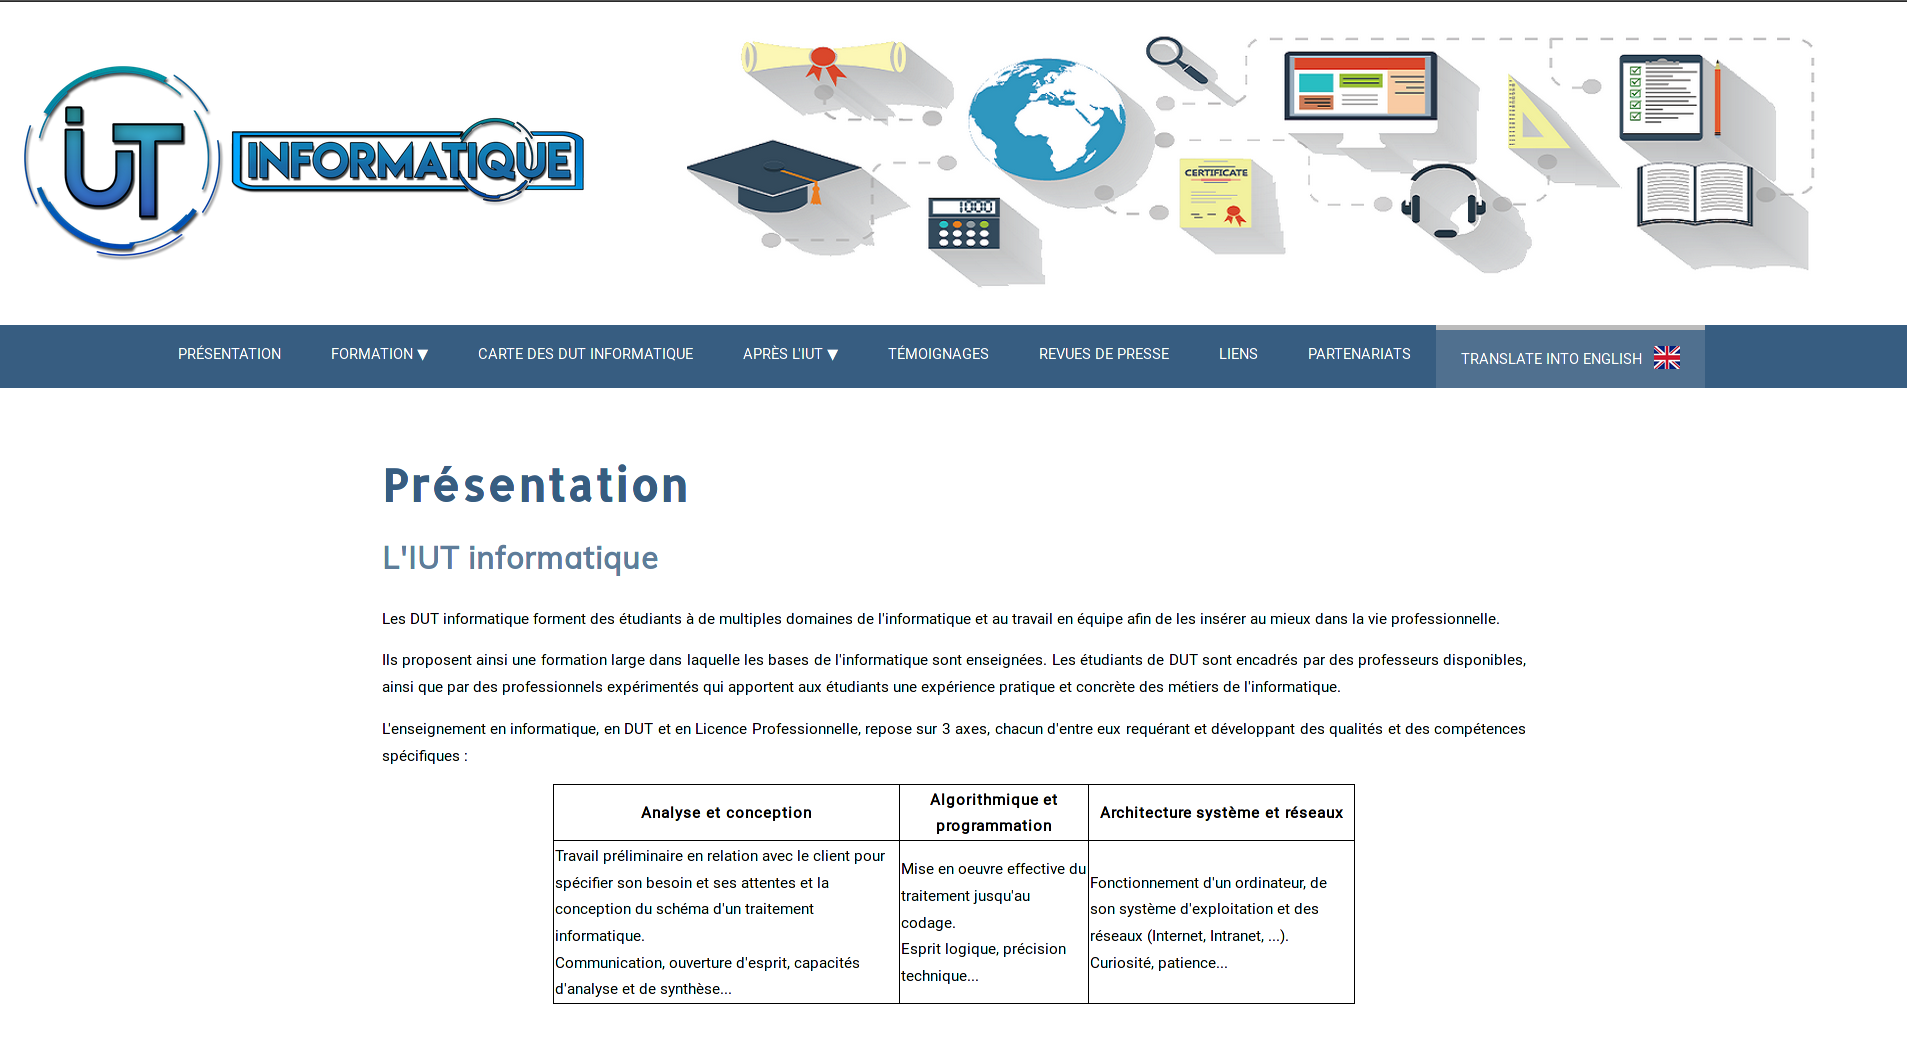 iUT
INFORMATIQUE
1000
CERTIFICATE
PRÉSENTATION
FORMATION ▼
CARTE DES DUT INFORMATIQUE
APRÈS L'IUT ▼
TÉMOIGNAGES
REVUES DE PRESSE
LIENS
PARTENARIATS
TRANSLATE INTO ENGLISH
Présentation
L'IUT informatique
Les DUT informatique forment des étudiants à de multiples domaines de l'informatique et au travail en équipe afin de les insérer au mieux dans la vie professionnelle.
Ils proposent ainsi une formation large dans laquelle les bases de l'informatique sont enseignées. Les étudiants de DUT sont encadrés par des professeurs disponibles,
ainsi que par des professionnels expérimentés qui apportent aux étudiants une expérience pratique et concrète des métiers de l'informatique.
L'enseignement en informatique, en DUT et en Licence Professionnelle, repose sur 3 axes, chacun d'entre eux requérant et développant des qualités et des compétences
spécifiques :
Analyse et conception
Algorithmique et
programmation
Architecture système et réseaux
Travail préliminaire en relation avec le client pour
spécifier son besoin et ses attentes et la
conception du schéma d'un traitement
informatique.
Communication, ouverture d'esprit, capacités
d'analyse et de synthèse...
Mise en oeuvre effective du
traitement jusqu'au
codage.
Esprit logique, précision
technique...
Fonctionnement d'un ordinateur, de
son système d'exploitation et des
réseaux (Internet, Intranet, ...).
Curiosité, patience...